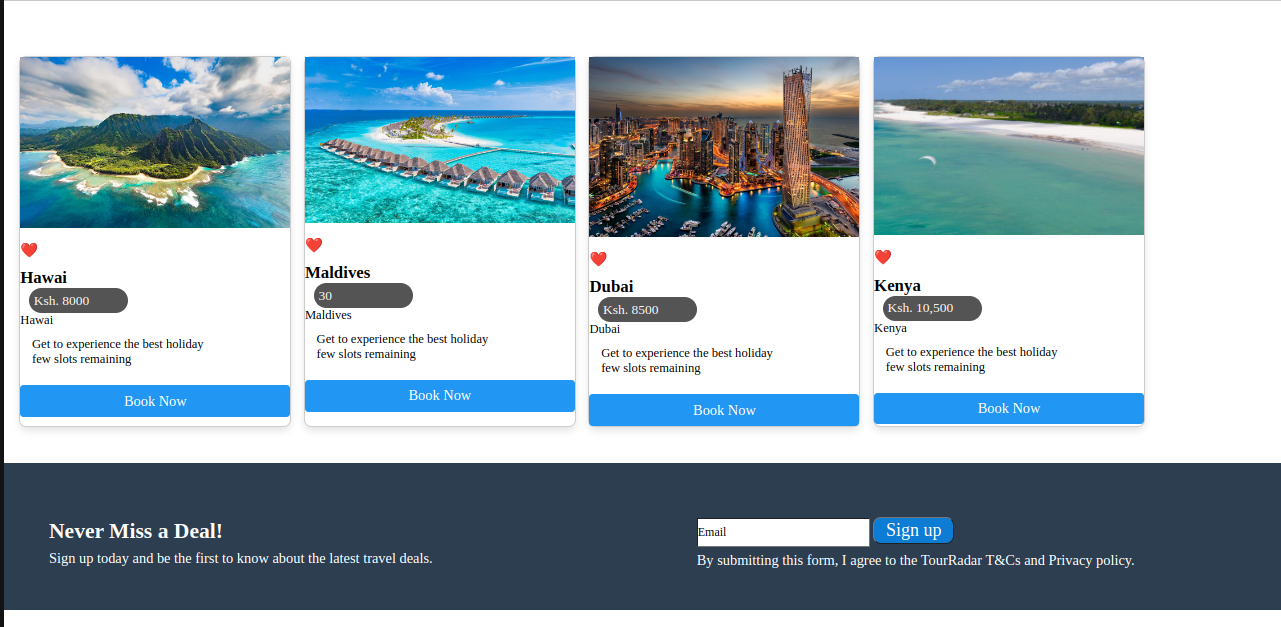 Hawai
Ksh. 8000
Hawai
Get to experience the best holiday
few slots remaining
Book Now
Maldives
30
Maldives
Get to experience the best holiday
few slots remaining
Book Now
Dubai
Ksh. 8500
Dubai
Get to experience the best holiday
few slots remaining
Book Now
Kenya
Ksh. 10,500
Kenya
Get to experience the best holiday
few slots remaining
Book Now
Never Miss a Deal!
Sign up today and be the first to know about the latest travel deals.
Email
Sign up
By submitting this form, I agree to the TourRadar T&Cs and Privacy policy.